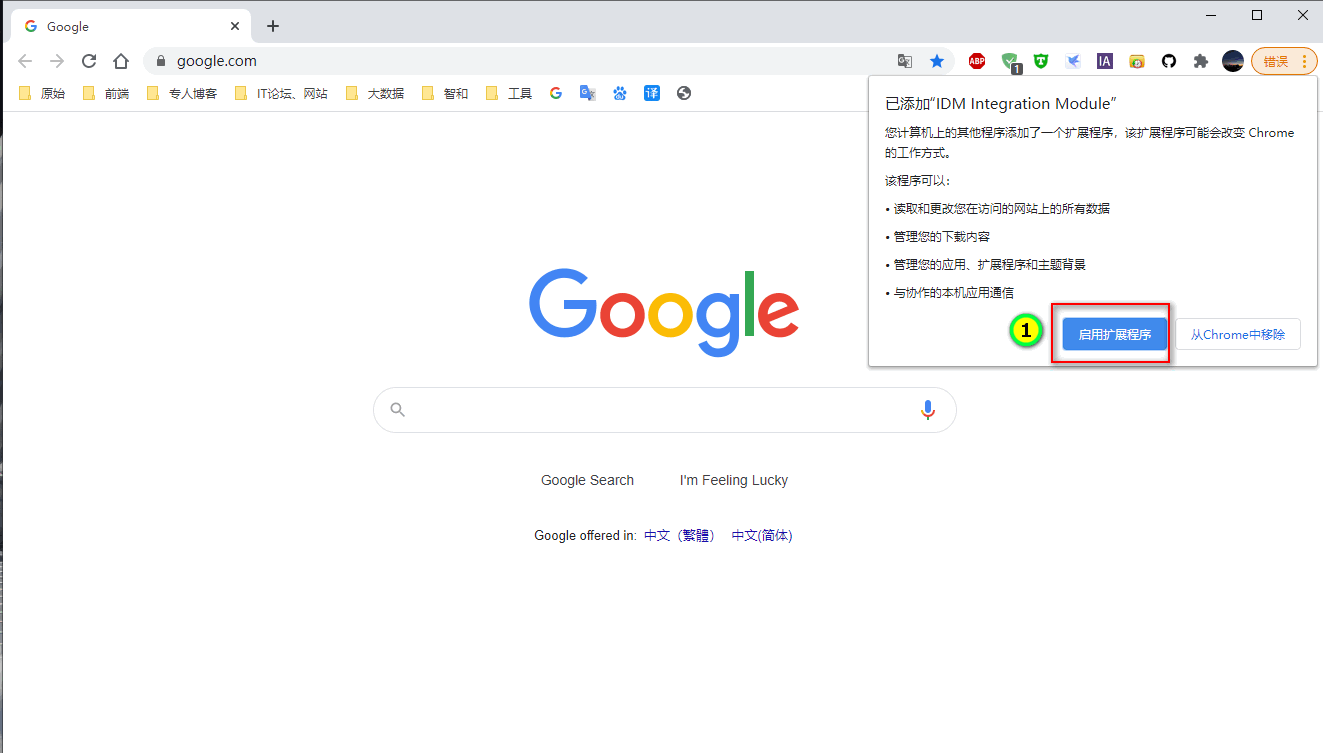 Google
google.com
ABP
1
IA
错误
原始
前端
专人博客
IT论坛、网站
大数据
智和
工具
译
已添加“IDM Integration Module”
您计算机上的其他程序添加了一个扩展程序，该扩展程序可能会改变 Chrome
的工作方式。
该程序可以：
• 读取和更改您在访问的网站上的所有数据
• 管理您的下载内容
• 管理您的应用、扩展程序和主题背景
• 与协作的本机应用通信
1
启用扩展程序
从Chrome中移除
Google
Google Search
I'm Feeling Lucky
Google offered in: 中文（繁體） 中文(简体)